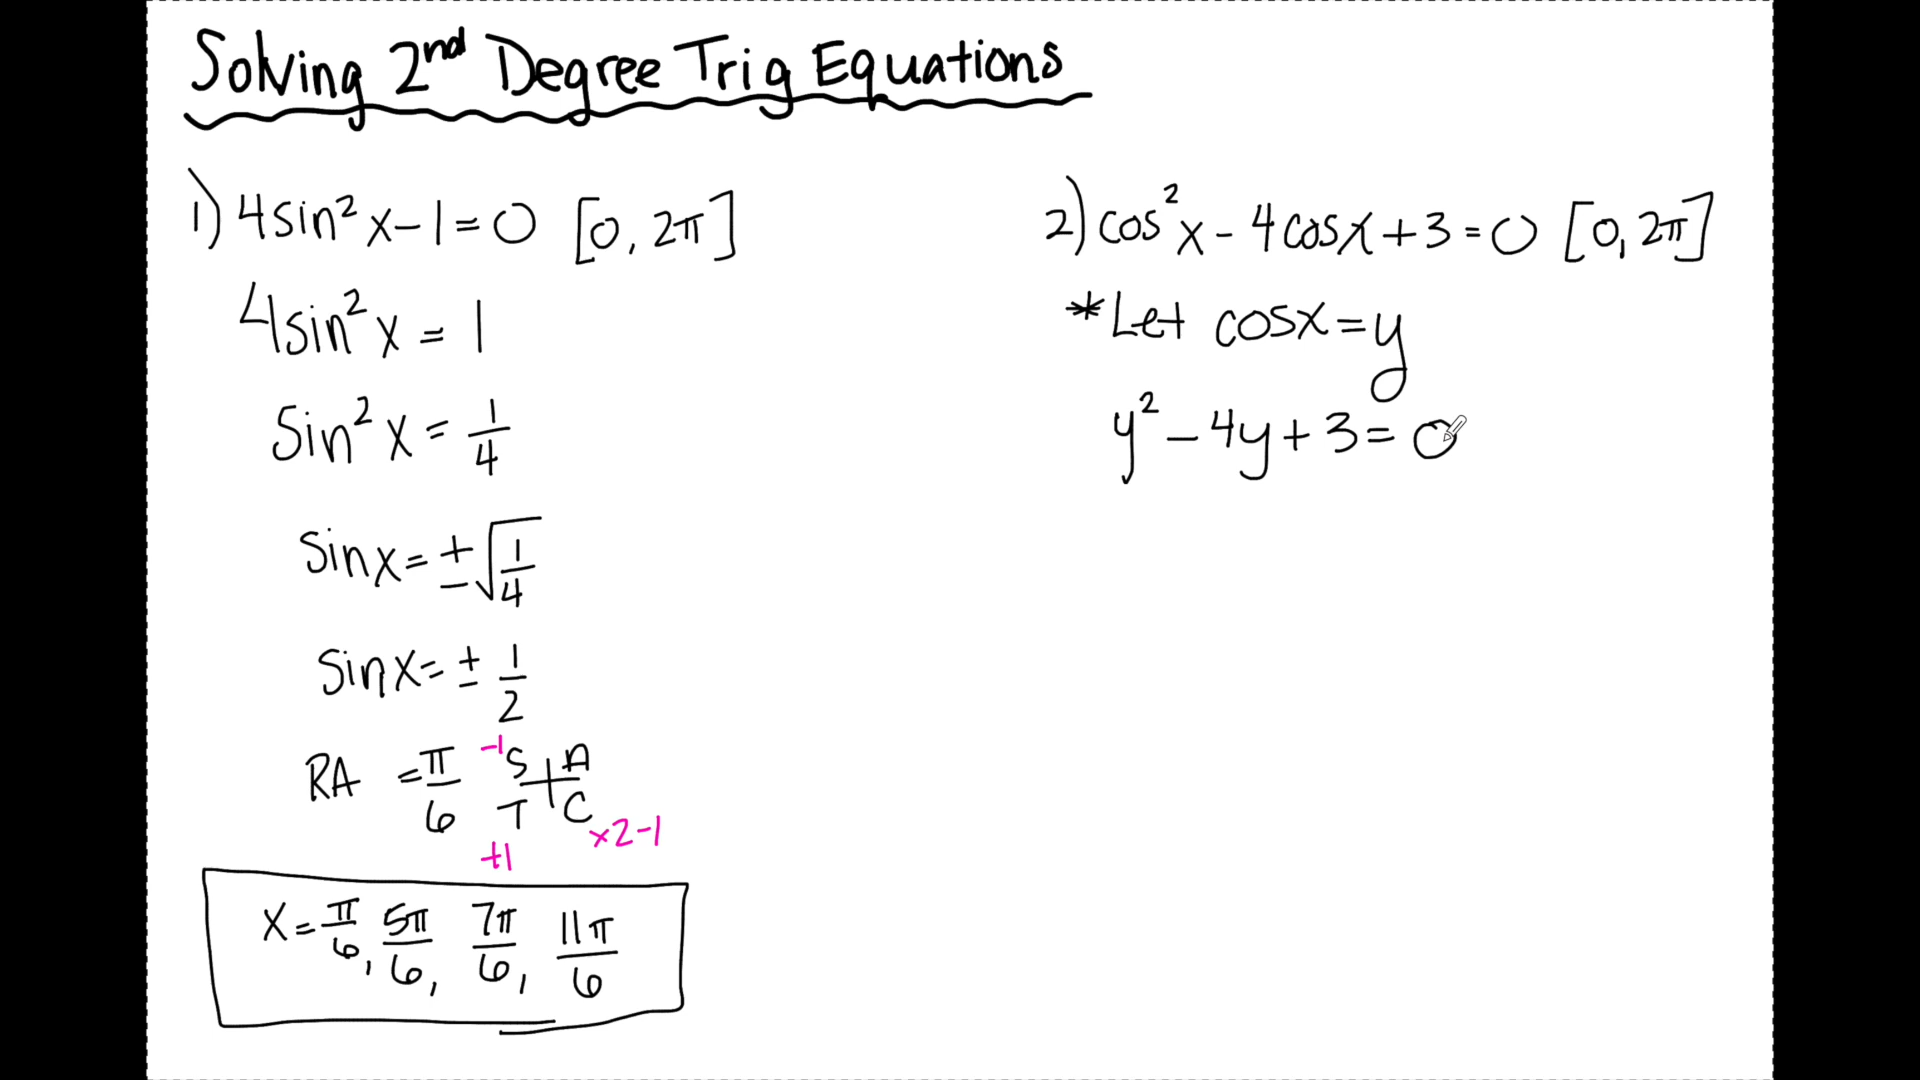 Solving 2nd Degree Trig Equations
1) 4sin²x-1=0 [0, 2π]
4sin²x = 1
Sin²x = 1/4
Sinx = ±√1/4
Sinx = ± 1/2
RA = π/6
-1 S A
T C
+1 x2-1
X = π/6, 5π/6, 7π/6, 11π/6
2) cos²x - 4cosx + 3 = 0 [0, 2π]
*Let cosx = y
y² - 4y + 3 = 0